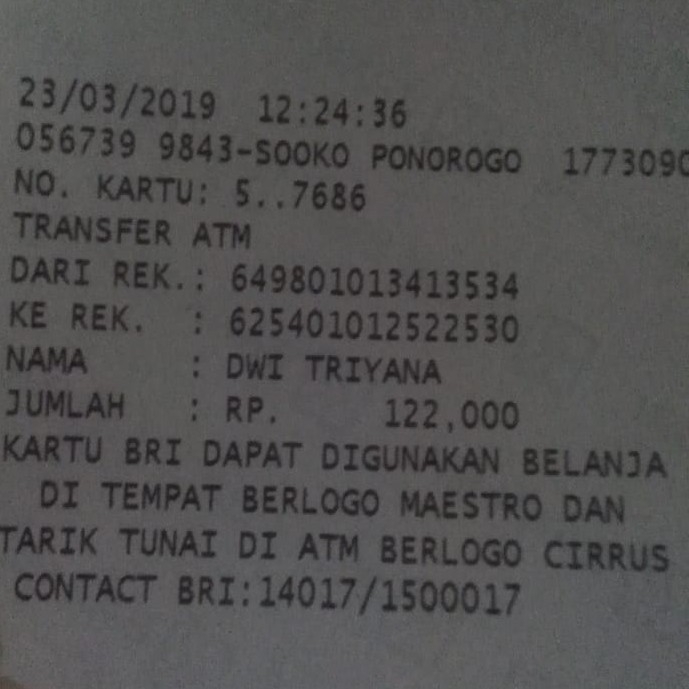 23/03/2019 12:24:36
056739 9843-SOOKO PONOROGO 1773090
NO. KARTU: 5..7686
TRANSFER ATM
DARI REK.: 649801013413534
KE REK. : 625401012522530
NAMA : DWI TRIYANA
JUMLAH : RP. 122,000
KARTU BRI DAPAT DIGUNAKAN BELANJA
DI TEMPAT BERLOGO MAESTRO DAN
TARIK TUNAI DI ATM BERLOGO CIRRUS
CONTACT BRI:14017/1500017